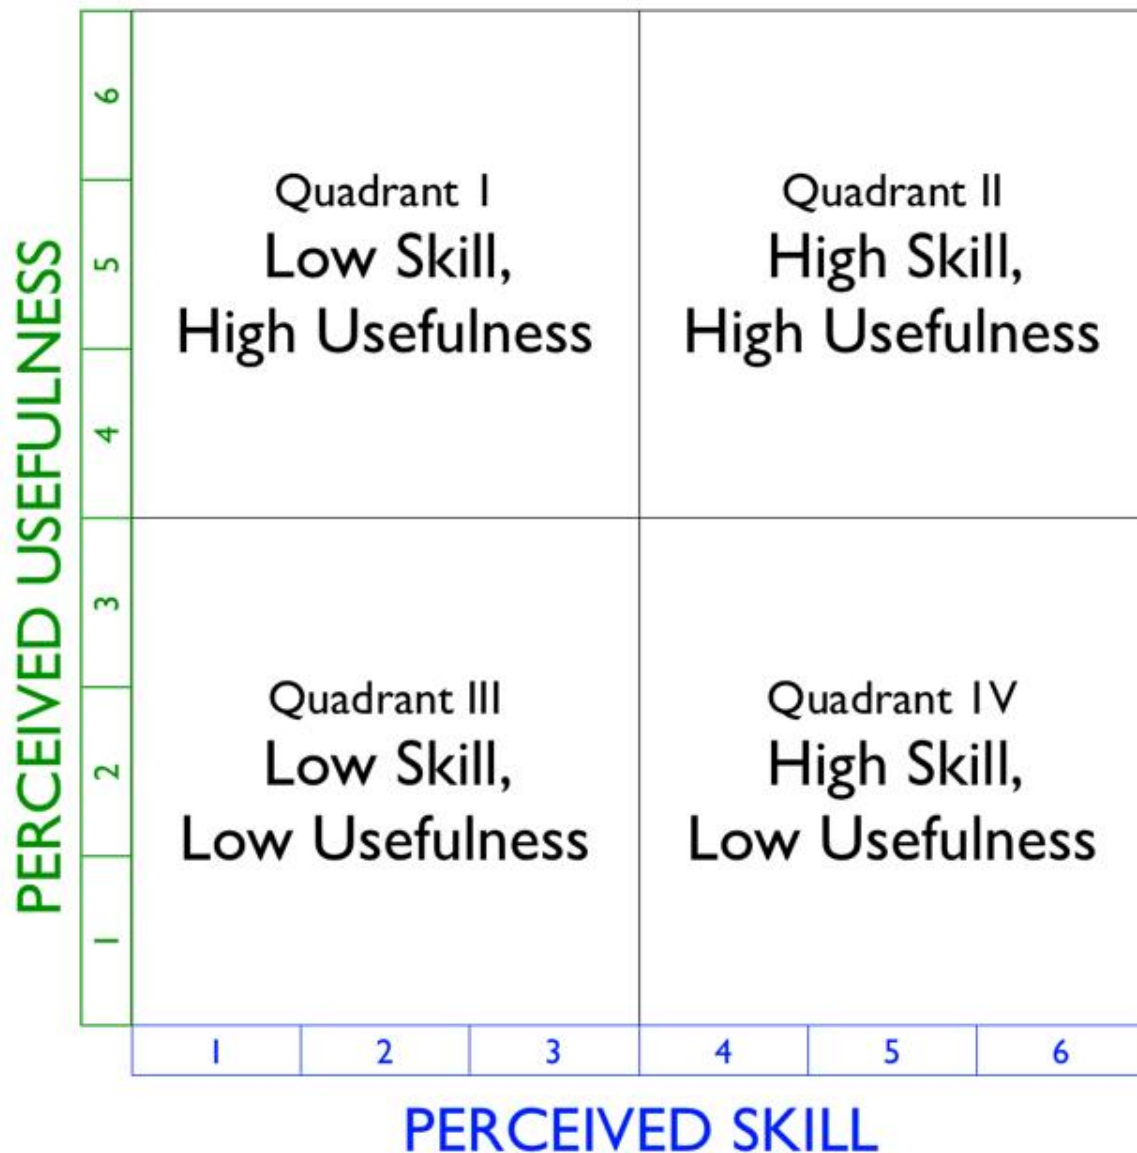 PERCEIVED USEFULNESS
6
5
4
3
2
1
Quadrant I
Low Skill,
High Usefulness
Quadrant II
High Skill,
High Usefulness
Quadrant III
Low Skill,
Low Usefulness
Quadrant IV
High Skill,
Low Usefulness
1 2 3 4 5 6
PERCEIVED SKILL